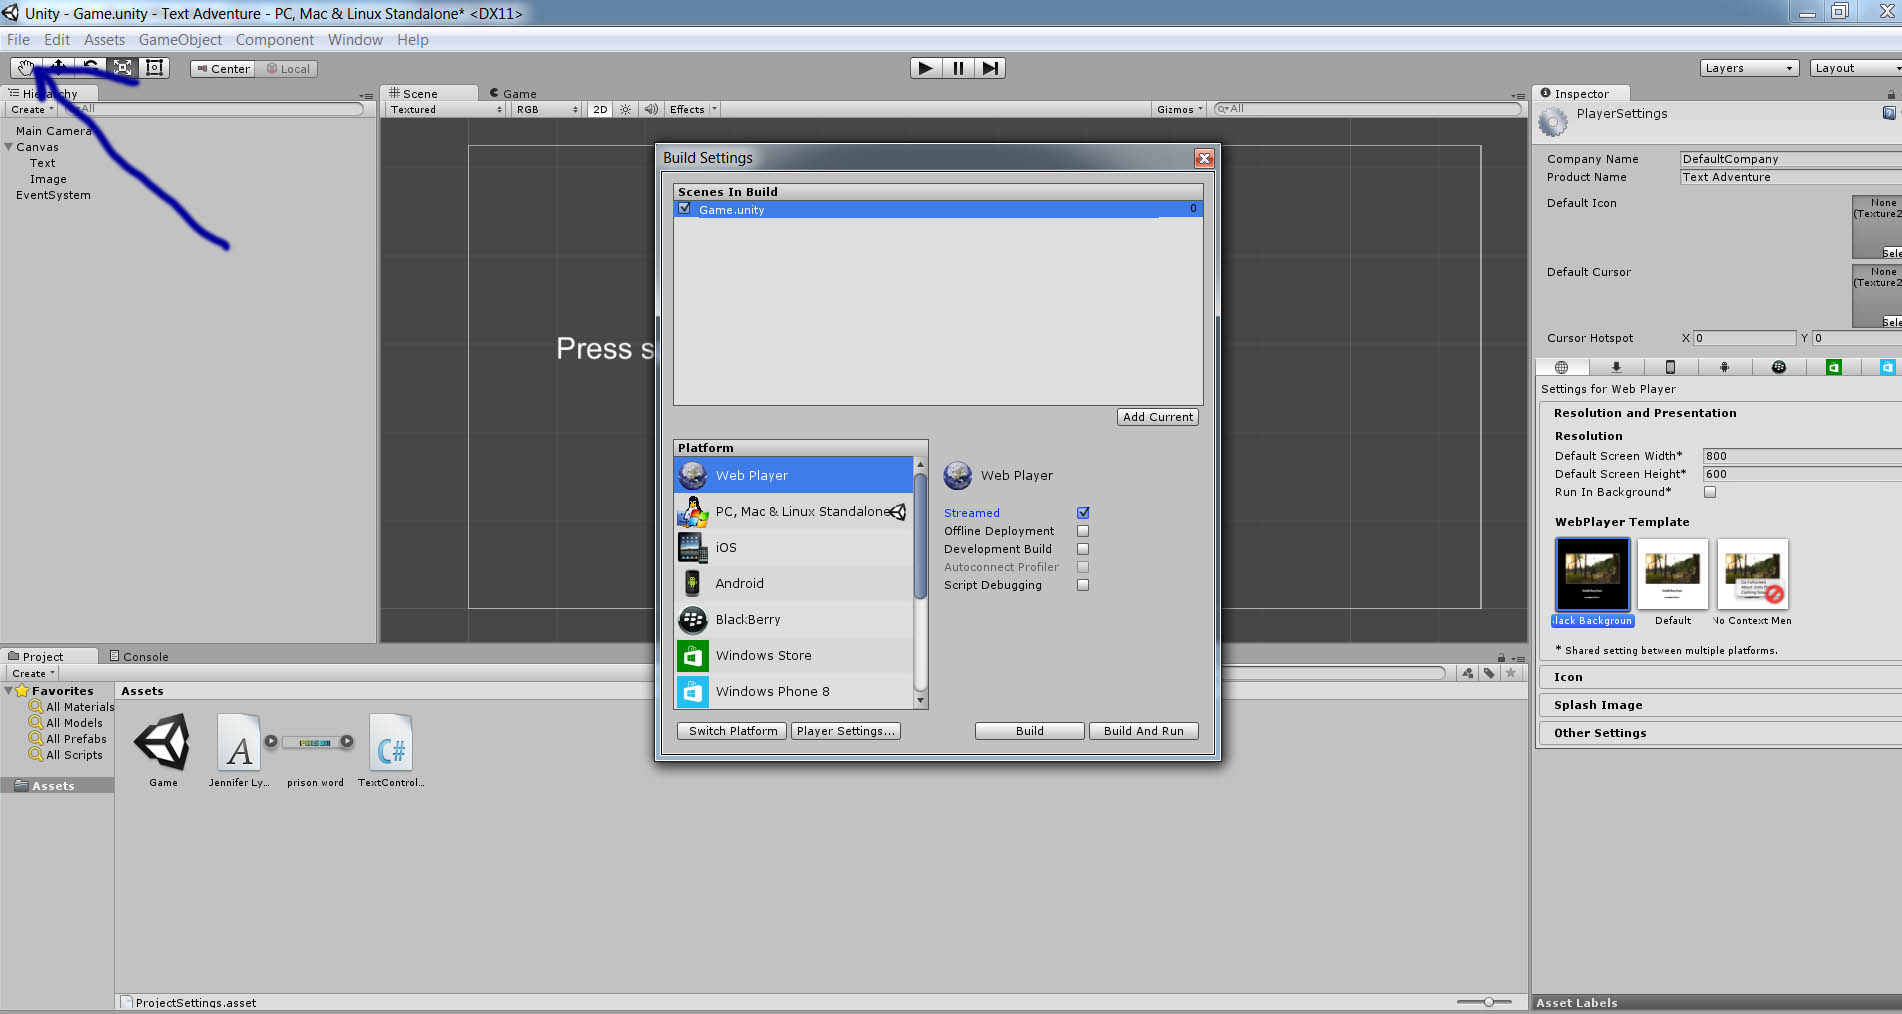 Unity - Game.unity - Text Adventure - PC, Mac & Linux Standalone* <DX11>
File Edit Assets GameObject Component Window Help
Center Local Layers Layout
Hierarchy
Create All
Main Camera
Canvas
Text
Image
EventSystem
Scene Game
Textured RGB 2D Effects Gizmos All
Press s
Build Settings
Scenes In Build
Game.unity 0
Add Current
Platform
Web Player
PC, Mac & Linux Standalone
iOS
Android
BlackBerry
Windows Store
Windows Phone 8
Web Player
Streamed
Offline Deployment
Development Build
Autoconnect Profiler
Script Debugging
Switch Platform Player Settings... Build Build And Run
Inspector
PlayerSettings
Company Name DefaultCompany
Product Name Text Adventure
Default Icon None
(Texture2
Sele
Default Cursor None
(Texture2
Sele
Cursor Hotspot X 0 Y 0
Settings for Web Player
Resolution and Presentation
Resolution
Default Screen Width* 800
Default Screen Height* 600
Run In Background*
WebPlayer Template
lack Backgroun Default No Context Men
* Shared setting between multiple platforms.
Icon
Splash Image
Other Settings
Asset Labels
Project Console
Create
Favorites
All Materials
All Models
All Prefabs
All Scripts
Assets
Assets
Game Jennifer Ly... prison word TextControl...
A PRISON C#
ProjectSettings.asset